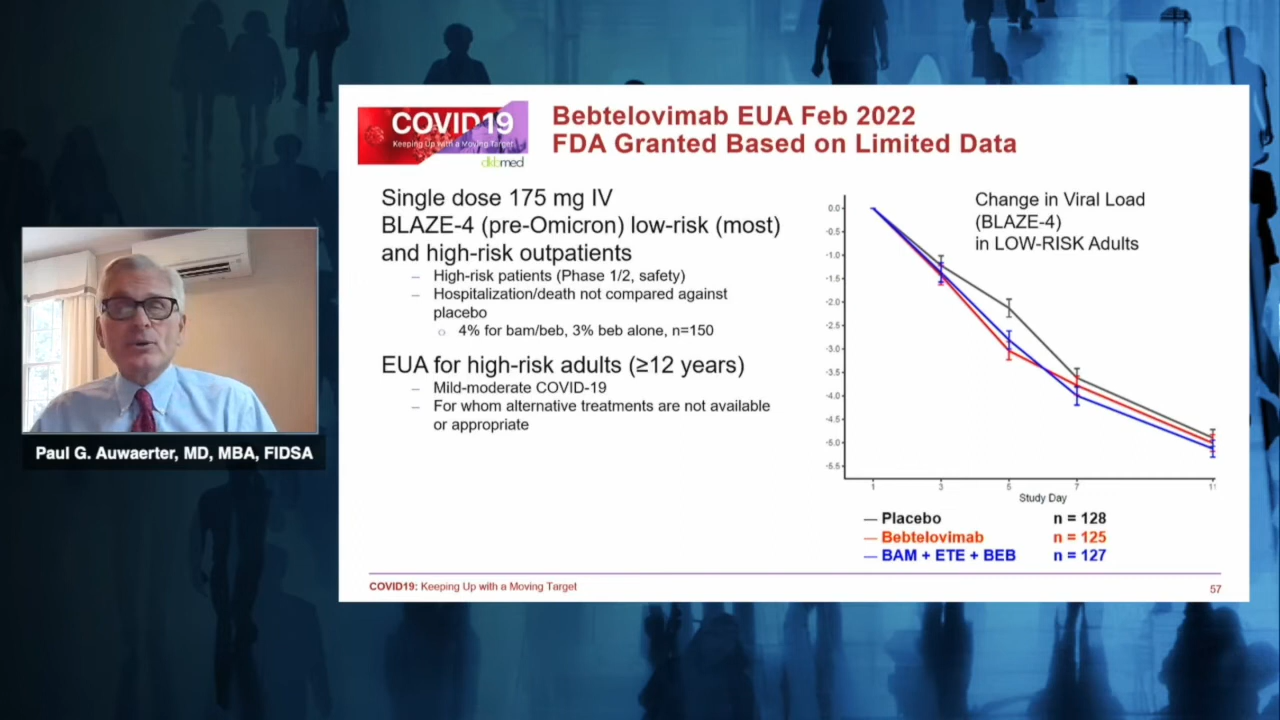 COVID19
Keeping Up with a Moving Target
dkbmed
Bebtelovimab EUA Feb 2022
FDA Granted Based on Limited Data
Single dose 175 mg IV
BLAZE-4 (pre-Omicron) low-risk (most)
and high-risk outpatients
– High-risk patients (Phase 1/2, safety)
– Hospitalization/death not compared against
placebo
○ 4% for bam/beb, 3% beb alone, n=150
EUA for high-risk adults (≥12 years)
– Mild-moderate COVID-19
– For whom alternative treatments are not available
or appropriate
Change in Viral Load
(BLAZE-4)
in LOW-RISK Adults
0.0
-0.5
-1.0
-1.5
-2.0
-2.5
-3.0
-3.5
-4.0
-4.5
-5.0
-5.5
1 3 5 7 11
Study Day
— Placebo n = 128
— Bebtelovimab n = 125
— BAM + ETE + BEB n = 127
Paul G. Auwaerter, MD, MBA, FIDSA
COVID19: Keeping Up with a Moving Target
57